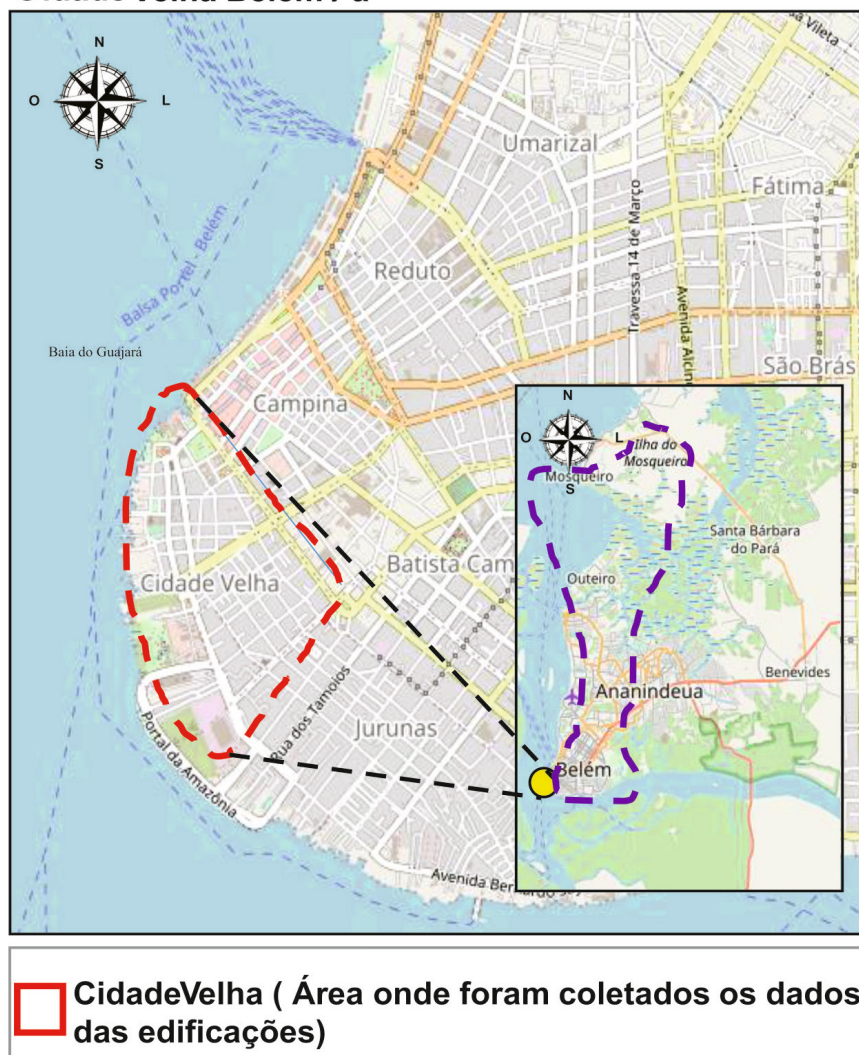 Umarizal
Fátima
Reduto
Travessa 14 de Março
Avenida Alcin
São Brás
Balsa Portel - Belém
Baia do Guajará
Campina
Cidade Velha
Batista Cam
Jurunas
Rua dos Tamoios
Portal da Amazônia
N
O
L
S
N
O
L
S
Ilha do
Mosqueiro
Mosqueiro
Santa Bárbara
do Pará
Outeiro
Benevides
Ananindeua
Belém
CidadeVelha ( Área onde foram coletados os dados
das edificações)